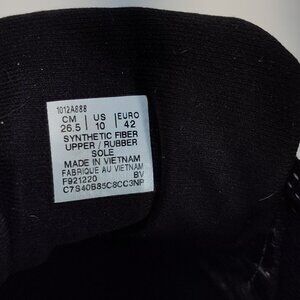 1012A888
CM US EURO
26.5 10 42
SYNTHETIC FIBER
UPPER / RUBBER
SOLE
MADE IN VIETNAM
FABRIQUE AU VIETNAM
F921220 BV
C7S40B85C8CC3NP